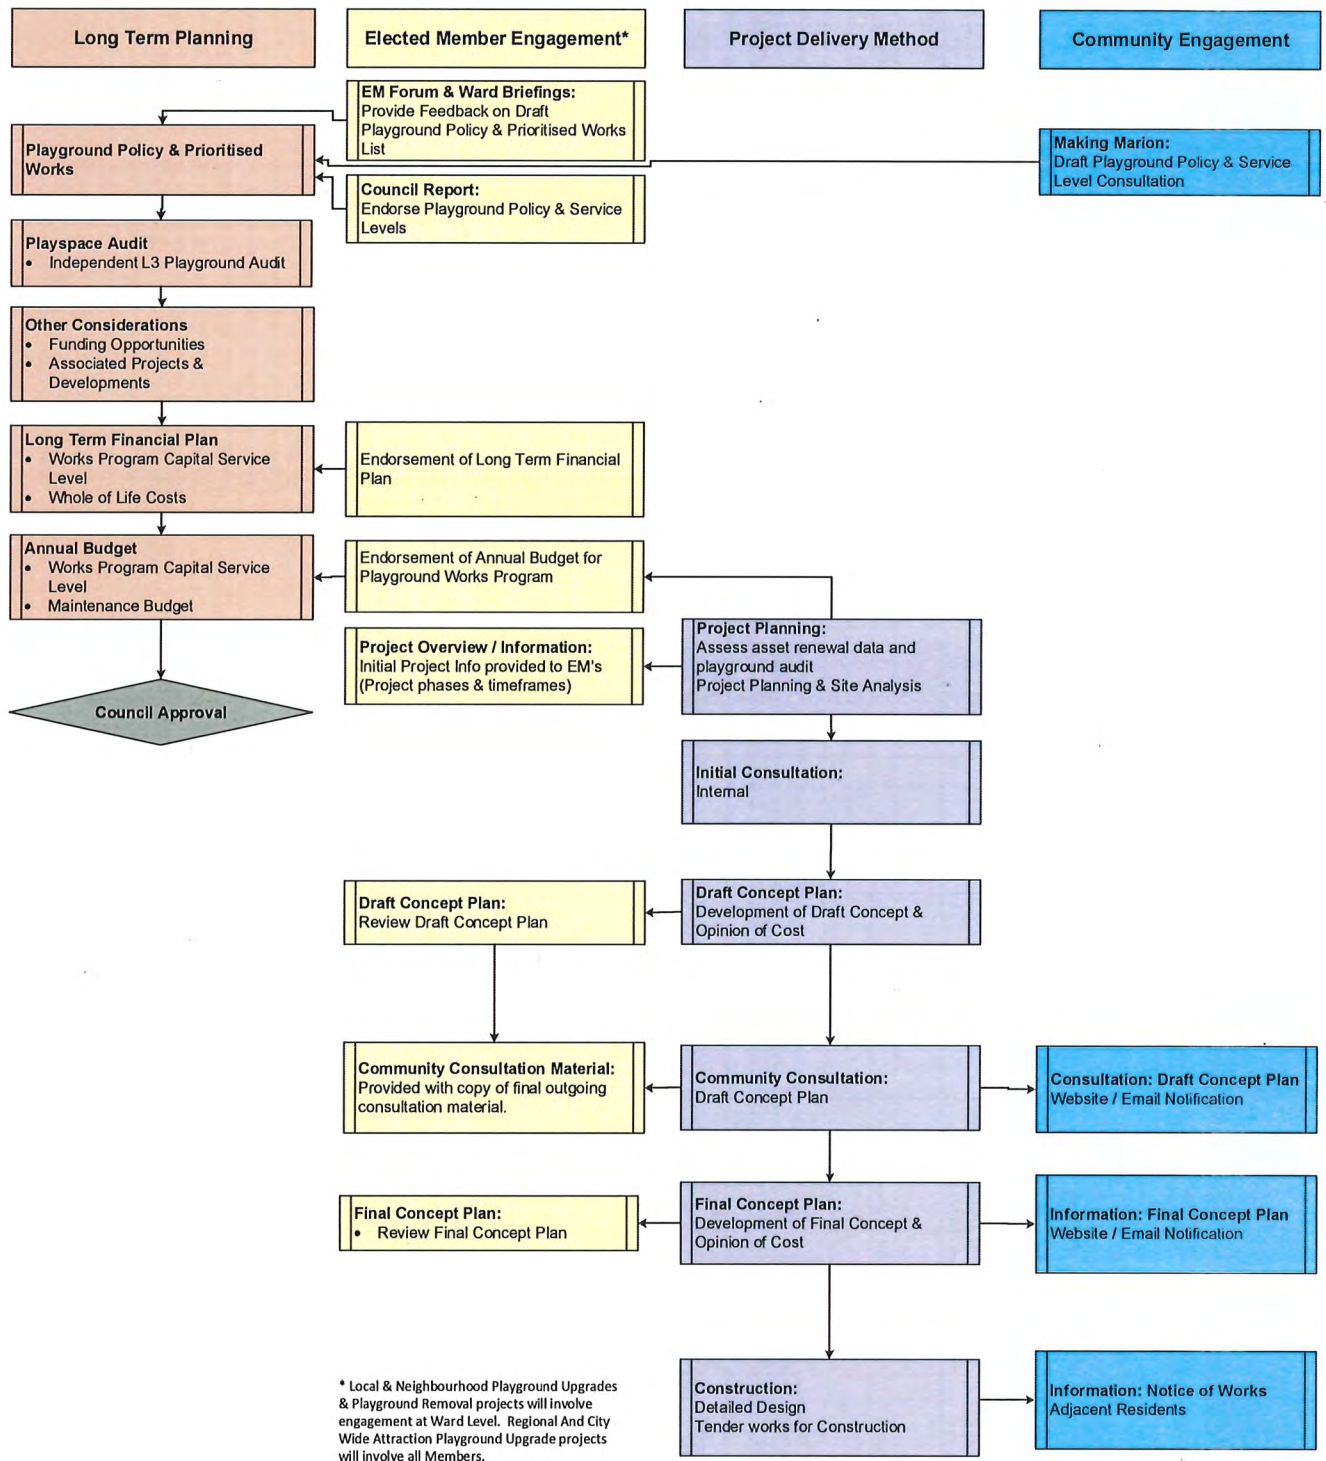 Long Term Planning
Elected Member Engagement*
Project Delivery Method
Community Engagement
EM Forum & Ward Briefings:
Provide Feedback on Draft
Playground Policy & Prioritised Works
List
Playground Policy & Prioritised
Works
Making Marion:
Draft Playground Policy & Service
Level Consultation
Council Report:
Endorse Playground Policy & Service
Levels
Playspace Audit
• Independent L3 Playground Audit
Other Considerations
• Funding Opportunities
• Associated Projects &
Developments
Long Term Financial Plan
• Works Program Capital Service
Level
• Whole of Life Costs
Endorsement of Long Term Financial
Plan
Annual Budget
• Works Program Capital Service
Level
• Maintenance Budget
Endorsement of Annual Budget for
Playground Works Program
Project Overview / Information:
Initial Project Info provided to EM's
(Project phases & timeframes)
Project Planning:
Assess asset renewal data and
playground audit
Project Planning & Site Analysis
Council Approval
Initial Consultation:
Internal
Draft Concept Plan:
Review Draft Concept Plan
Draft Concept Plan:
Development of Draft Concept &
Opinion of Cost
Community Consultation Material:
Provided with copy of final outgoing
consultation material.
Community Consultation:
Draft Concept Plan
Consultation: Draft Concept Plan
Website / Email Notification
Final Concept Plan:
• Review Final Concept Plan
Final Concept Plan:
Development of Final Concept &
Opinion of Cost
Information: Final Concept Plan
Website / Email Notification
Construction:
Detailed Design
Tender works for Construction
Information: Notice of Works
Adjacent Residents
* Local & Neighbourhood Playground Upgrades
& Playground Removal projects will involve
engagement at Ward Level. Regional And City
Wide Attraction Playground Upgrade projects
will involve all Members.